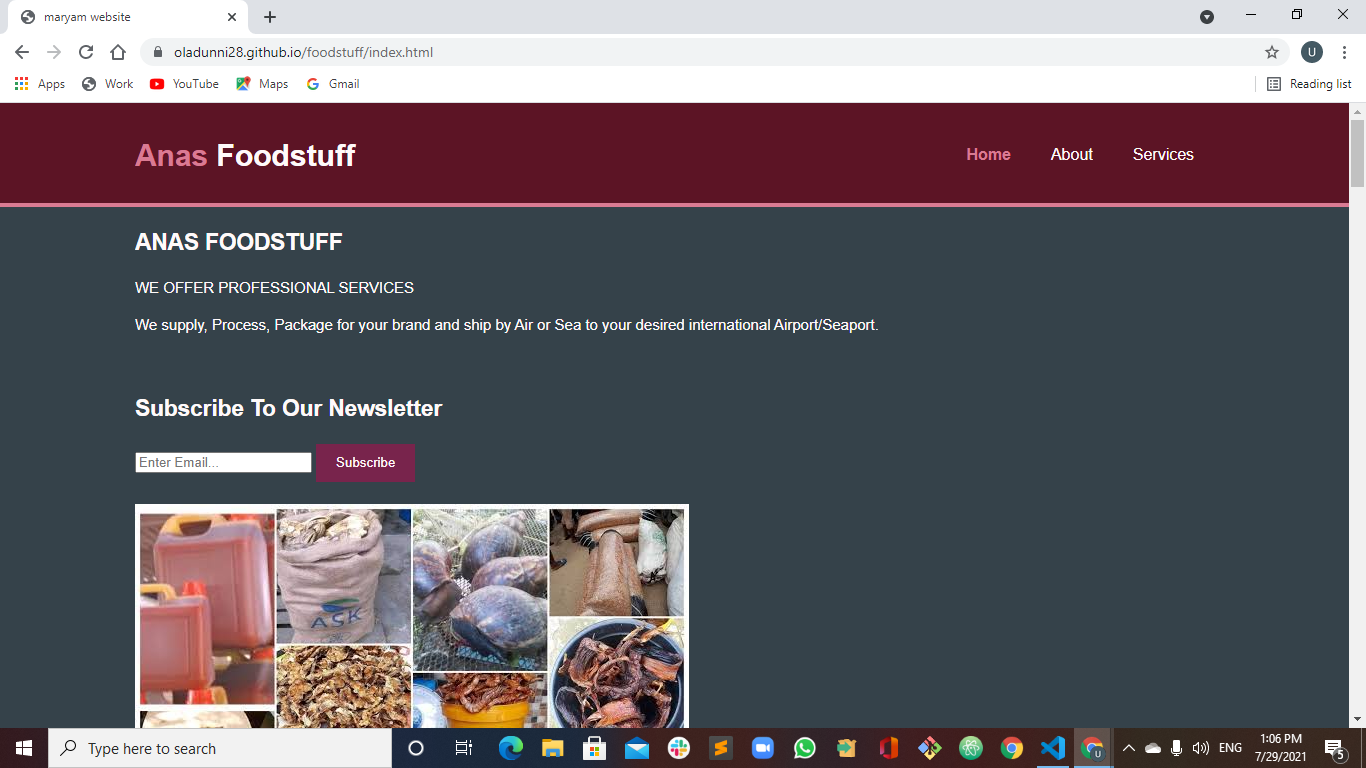 maryam website
oladunni28.github.io/foodstuff/index.html
U
Apps Work YouTube Maps Gmail Reading list
Anas Foodstuff
Home About Services
ANAS FOODSTUFF
WE OFFER PROFESSIONAL SERVICES
We supply, Process, Package for your brand and ship by Air or Sea to your desired international Airport/Seaport.
Subscribe To Our Newsletter
Enter Email... Subscribe
ASK
Type here to search
U
ENG
1:06 PM
7/29/2021
5